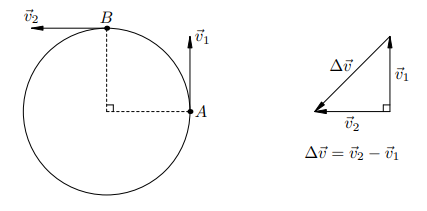 v⃗₂
B
v⃗₁
A
Δv⃗
v⃗₁
v⃗₂
Δv⃗ = v⃗₂ − v⃗₁